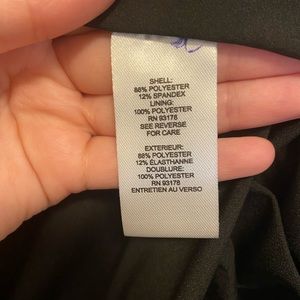 SHELL:
88% POLYESTER
12% SPANDEX
LINING:
100% POLYESTER
RN 93178
SEE REVERSE
FOR CARE
EXTERIEUR:
88% POLYESTER
12% ÉLASTHANNE
DOUBLURE:
100% POLYESTER
RN 93178
ENTRETIEN AU VERSO